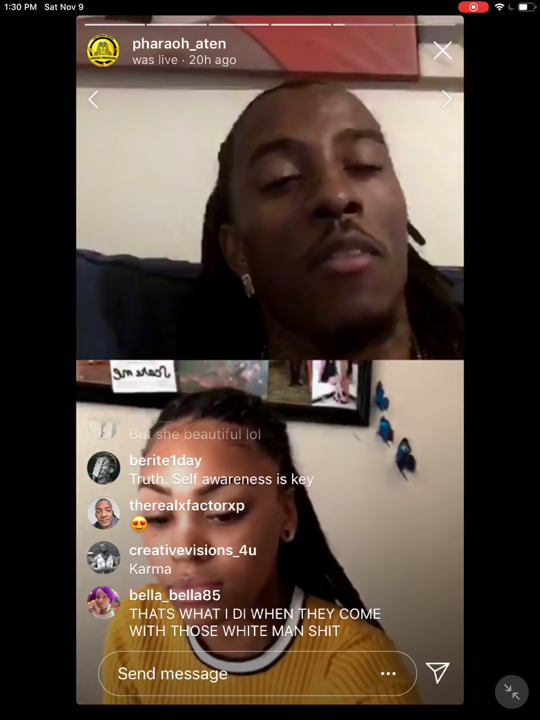 1:30 PM Sat Nov 9
pharaoh_aten
was live · 20h ago
Scare me
But she beautiful lol
berite1day
Truth. Self awareness is key
therealxfactorxp
😍
creativevisions_4u
Karma
bella_bella85
THATS WHAT I DI WHEN THEY COME
WITH THOSE WHITE MAN SHIT
Send message